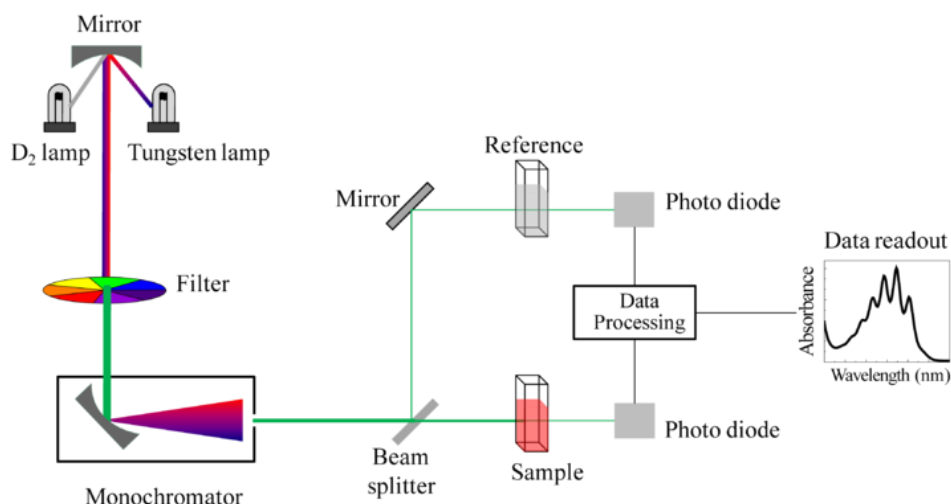 Mirror
D₂ lamp
Tungsten lamp
Filter
Monochromator
Mirror
Beam
splitter
Reference
Sample
Photo diode
Photo diode
Data
Processing
Data readout
Absorbance
Wavelength (nm)